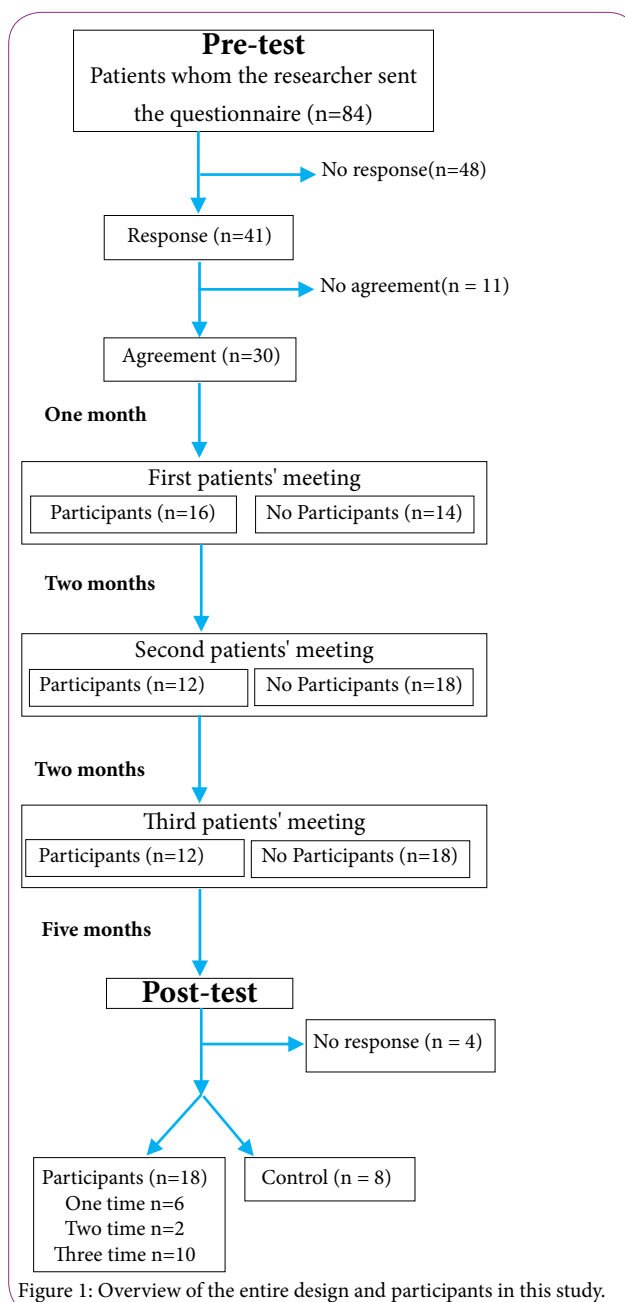 Pre-test
Patients whom the researcher sent
the questionnaire (n=84)
No response(n=48)
Response (n=41)
No agreement(n = 11)
Agreement (n=30)
One month
First patients' meeting
Participants (n=16) No Participants (n=14)
Two months
Second patients' meeting
Participants (n=12) No Participants (n=18)
Two months
Third patients' meeting
Participants (n=12) No Participants (n=18)
Five months
Post-test
No response (n = 4)
Participants (n=18) Control (n = 8)
One time n=6
Two time n=2
Three time n=10
Figure 1: Overview of the entire design and participants in this study.